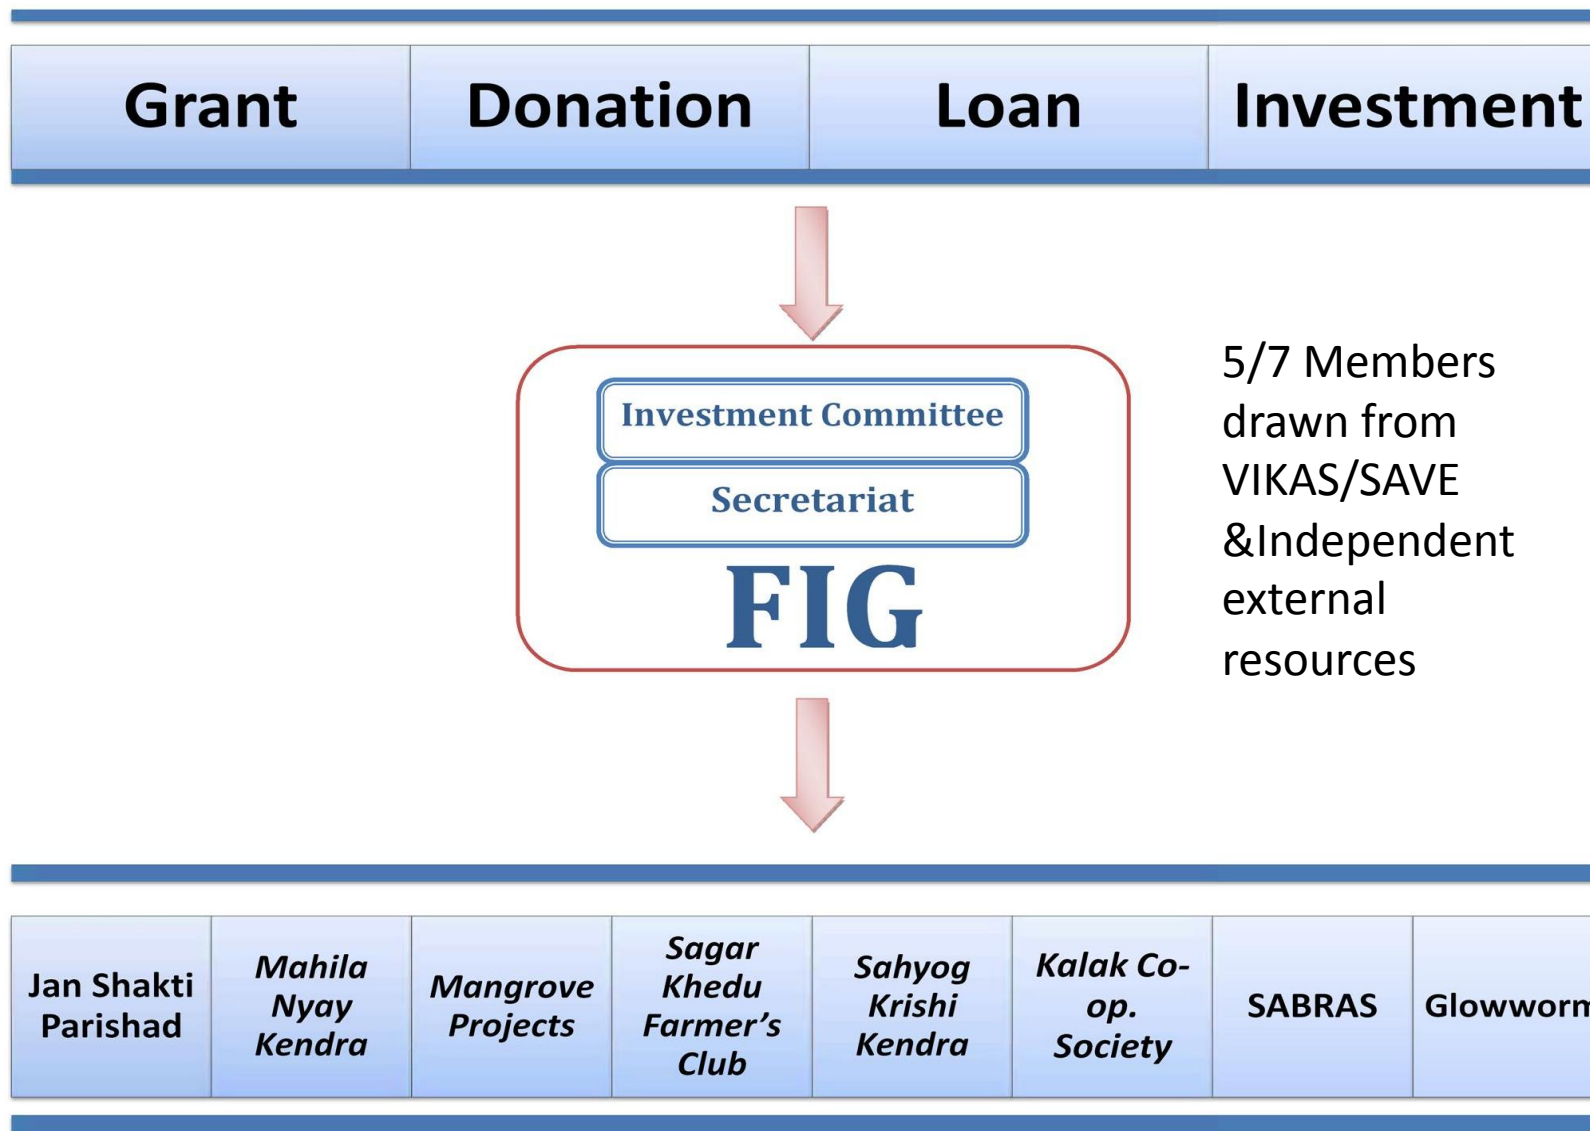 Grant Donation Loan Investment
Investment Committee
Secretariat
FIG
5/7 Members
drawn from
VIKAS/SAVE
&Independent
external
resources
Jan Shakti
Parishad
Mahila
Nyay
Kendra
Mangrove
Projects
Sagar
Khedu
Farmer’s
Club
Sahyog
Krishi
Kendra
Kalak Co-
op.
Society
SABRAS
Glowworm